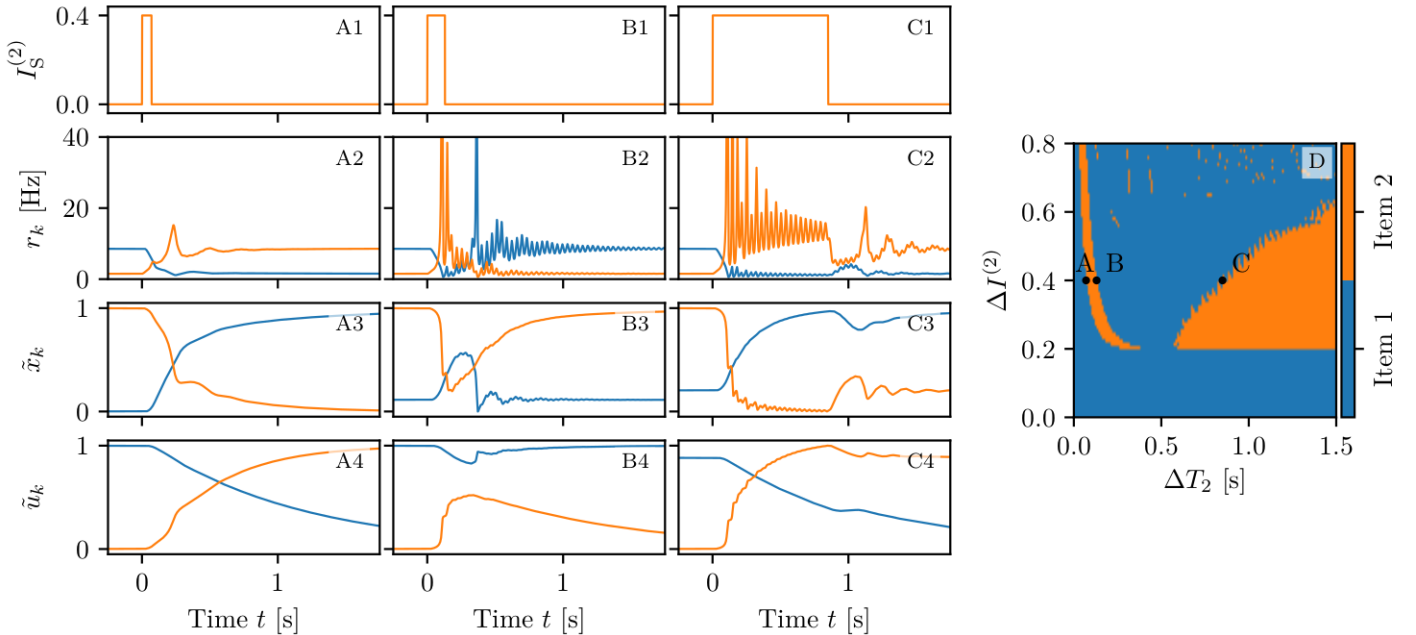 A1 B1 C1
0.4
0.0
I_S^(2)
A2 B2 C2
40
20
0
r_k [Hz]
A3 B3 C3
1
0
x̃_k
A4 B4 C4
1
0
ũ_k
0 1 0 1 0 1
Time t [s] Time t [s] Time t [s]
D
0.8
0.6
0.4
0.2
0.0
ΔI^(2)
A B C
0.0 0.5 1.0 1.5
ΔT_2 [s]
Item 2
Item 1